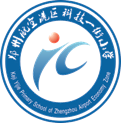 郑州航空港区科技一街小学
iC
Keji Yijie Primary School of Zhengzhou Airport Economy Zone